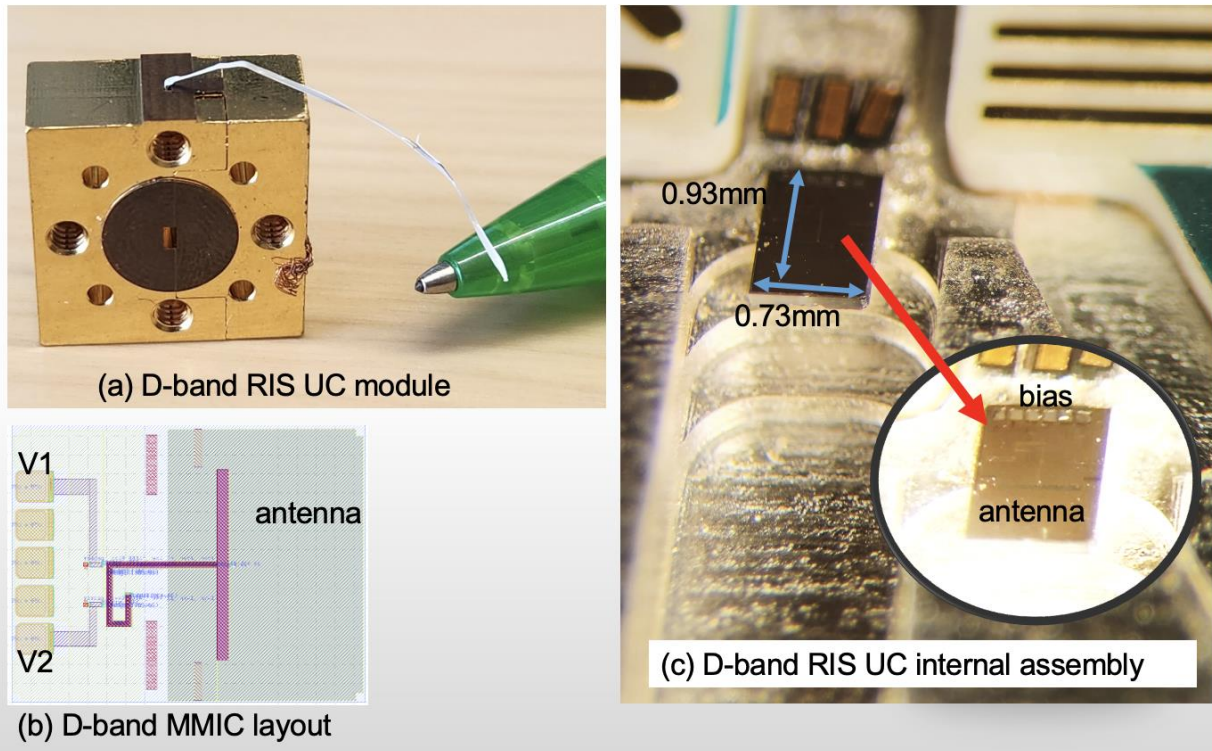 (a) D-band RIS UC module
V1
antenna
V2
(b) D-band MMIC layout
0.93mm
0.73mm
bias
antenna
(c) D-band RIS UC internal assembly